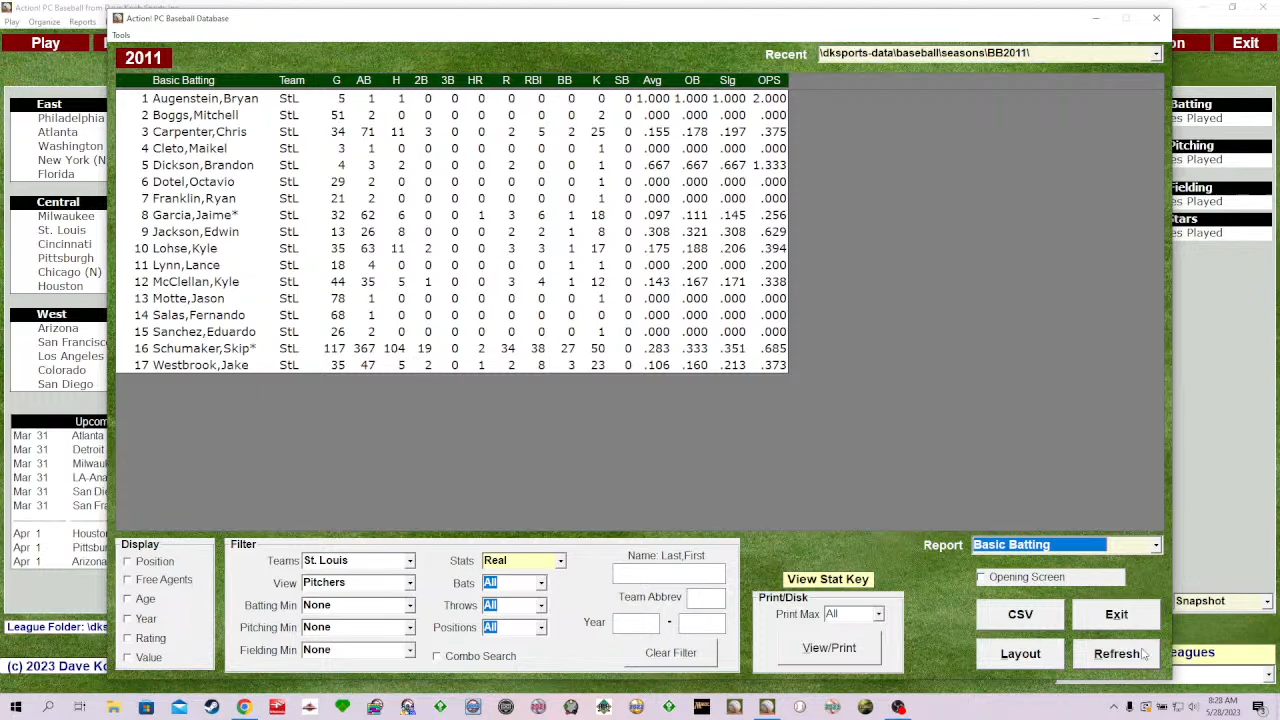 Action! PC Baseball from Dave Koch Sports Inc
Play Organize Reports
Play
Exit
Action! PC Baseball Database
Tools
2011
Recent \dksports-data\baseball\seasons\BB2011\
Basic Batting Team G AB H 2B 3B HR R RBI BB K SB Avg OB Slg OPS
1 Augenstein,Bryan StL 5 1 1 0 0 0 0 0 0 0 0 1.000 1.000 1.000 2.000
2 Boggs,Mitchell StL 51 2 0 0 0 0 0 0 0 0 0 .000 .000 .000 .000
3 Carpenter,Chris StL 34 71 11 3 0 0 2 5 2 25 0 .155 .178 .197 .375
4 Cleto,Maikel StL 3 1 0 0 0 0 0 0 0 1 0 .000 .000 .000 .000
5 Dickson,Brandon StL 4 3 2 0 0 0 2 0 0 1 0 .667 .667 .667 1.333
6 Dotel,Octavio StL 29 2 0 0 0 0 0 0 0 1 0 .000 .000 .000 .000
7 Franklin,Ryan StL 21 2 0 0 0 0 0 0 0 1 0 .000 .000 .000 .000
8 Garcia,Jaime* StL 32 62 6 0 0 1 3 6 1 18 0 .097 .111 .145 .256
9 Jackson,Edwin StL 13 26 8 0 0 0 2 2 1 8 0 .308 .321 .308 .629
10 Lohse,Kyle StL 35 63 11 2 0 0 3 3 1 17 0 .175 .188 .206 .394
11 Lynn,Lance StL 18 4 0 0 0 0 0 0 1 1 0 .000 .200 .000 .200
12 McClellan,Kyle StL 44 35 5 1 0 0 3 4 1 12 0 .143 .167 .171 .338
13 Motte,Jason StL 78 1 0 0 0 0 0 0 0 1 0 .000 .000 .000 .000
14 Salas,Fernando StL 68 1 0 0 0 0 0 0 0 0 0 .000 .000 .000 .000
15 Sanchez,Eduardo StL 26 2 0 0 0 0 0 0 0 1 0 .000 .000 .000 .000
16 Schumaker,Skip* StL 117 367 104 19 0 2 34 38 27 50 0 .283 .333 .351 .685
17 Westbrook,Jake StL 35 47 5 2 0 1 2 8 3 23 0 .106 .160 .213 .373
East
Philadelphia
Atlanta
Washington
New York (N
Florida
Central
Milwaukee
St. Louis
Cincinnati
Pittsburgh
Chicago (N)
Houston
West
Arizona
San Francisc
Los Angeles
Colorado
San Diego
Upcom
Mar 31 Atlanta
Mar 31 Detroit
Mar 31 Milwauk
Mar 31 LA-Ana
Mar 31 San Die
Mar 31 San Fra
Apr 1 Houston
Apr 1 Pittsbur
Apr 1 Arizona
League Folder: \dks
(c) 2023 Dave Ko
Batting
es Played
Pitching
es Played
Fielding
es Played
Stars
es Played
Snapshot
eagues
Display
Position
Free Agents
Age
Year
Rating
Value
Filter
Teams St. Louis
View Pitchers
Batting Min None
Pitching Min None
Fielding Min None
Stats Real
Bats All
Throws All
Positions All
Combo Search
Name: Last,First
Team Abbrev
Year -
Clear Filter
View Stat Key
Print/Disk
Print Max All
View/Print
Report Basic Batting
Opening Screen
CSV
Exit
Layout
Refresh
8:28 AM
5/28/2023